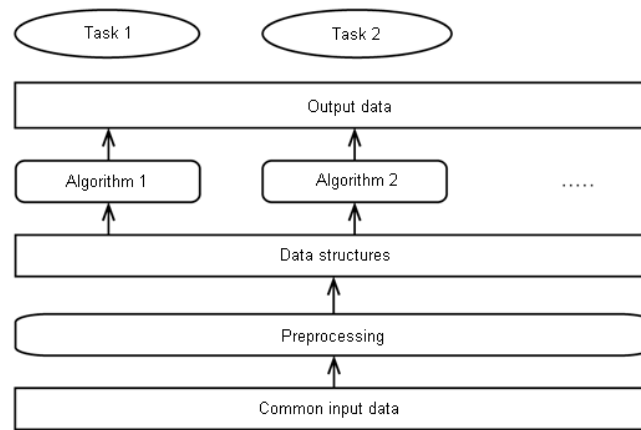 Task 1
Task 2
Output data
Algorithm 1
Algorithm 2
.....
Data structures
Preprocessing
Common input data